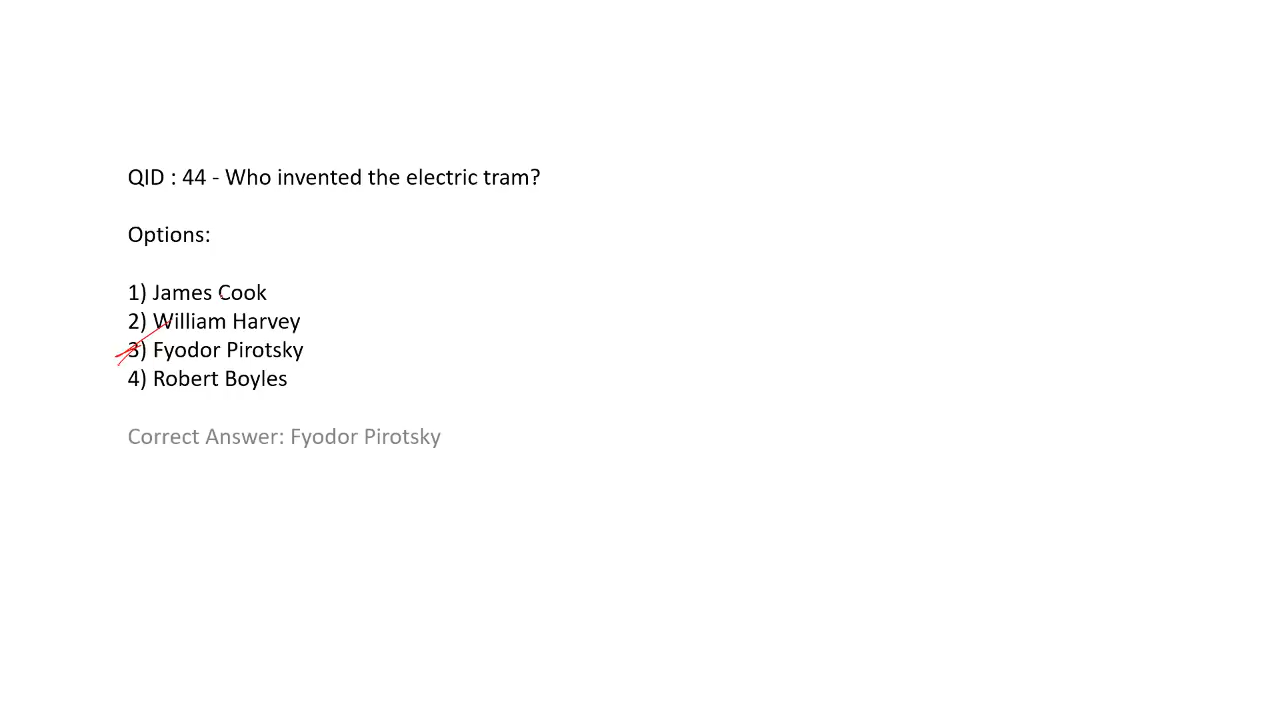 QID : 44 - Who invented the electric tram?
Options:
1) James Cook
2) William Harvey
3) Fyodor Pirotsky
4) Robert Boyles
Correct Answer: Fyodor Pirotsky